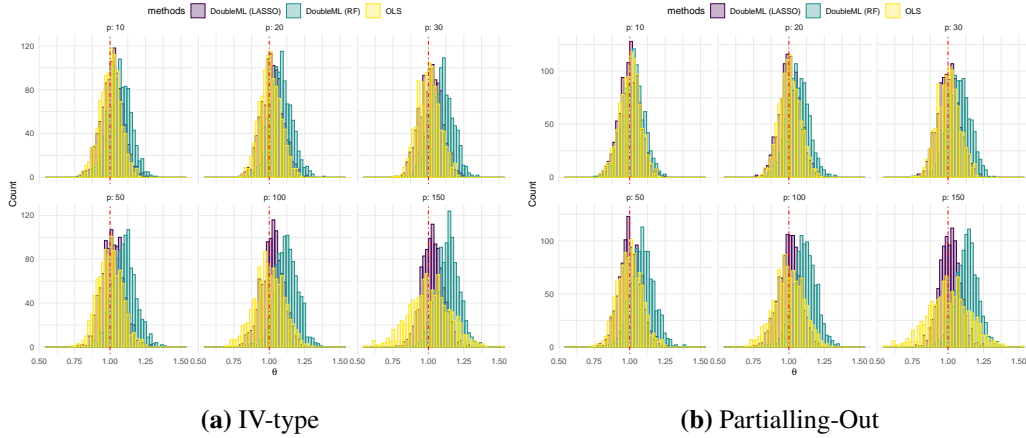 methods DoubleML (LASSO) DoubleML (RF) OLS
p: 10 p: 20 p: 30
120
80
40
0
p: 50 p: 100 p: 150
120
80
40
0
Count
0.50 0.75 1.00 1.25 1.50 0.50 0.75 1.00 1.25 1.50 0.50 0.75 1.00 1.25 1.50
θ
(a) IV-type
methods DoubleML (LASSO) DoubleML (RF) OLS
p: 10 p: 20 p: 30
100
50
0
p: 50 p: 100 p: 150
100
50
0
Count
0.50 0.75 1.00 1.25 1.50 0.50 0.75 1.00 1.25 1.50 0.50 0.75 1.00 1.25 1.50
θ
(b) Partialling-Out